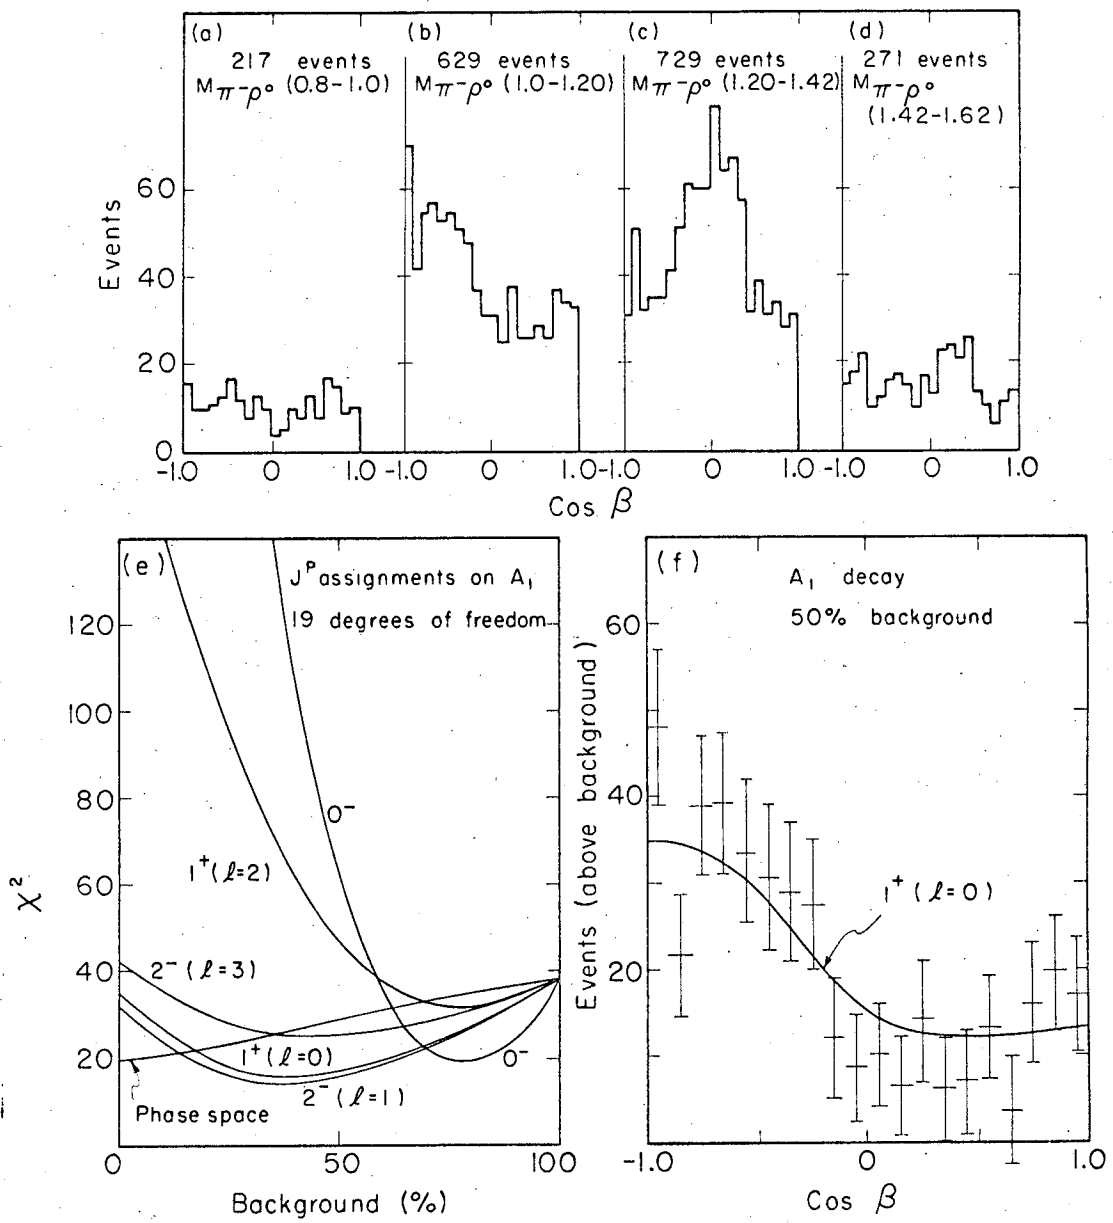 (a)
217 events
M π-ρ° (0.8-1.0)
(b)
629 events
M π-ρ° (1.0-1.20)
(c)
729 events
M π-ρ° (1.20-1.42)
(d)
271 events
M π-ρ°
(1.42-1.62)
Events
60
40
20
0
-1.0 0 1.0 -1.0 0 1.0 -1.0 0 1.0 -1.0 0 1.0
Cos β
(e)
J^P assignments on A₁
19 degrees of freedom
χ²
120
100
80
60
40
20
0⁻
1⁺(ℓ=2)
2⁻(ℓ=3)
1⁺(ℓ=0)
2⁻(ℓ=1)
0⁻
Phase space
0 50 100
Background (%)
(f)
A₁ decay
50% background
Events (above background)
60
40
20
1⁺(ℓ=0)
-1.0 0 1.0
Cos β